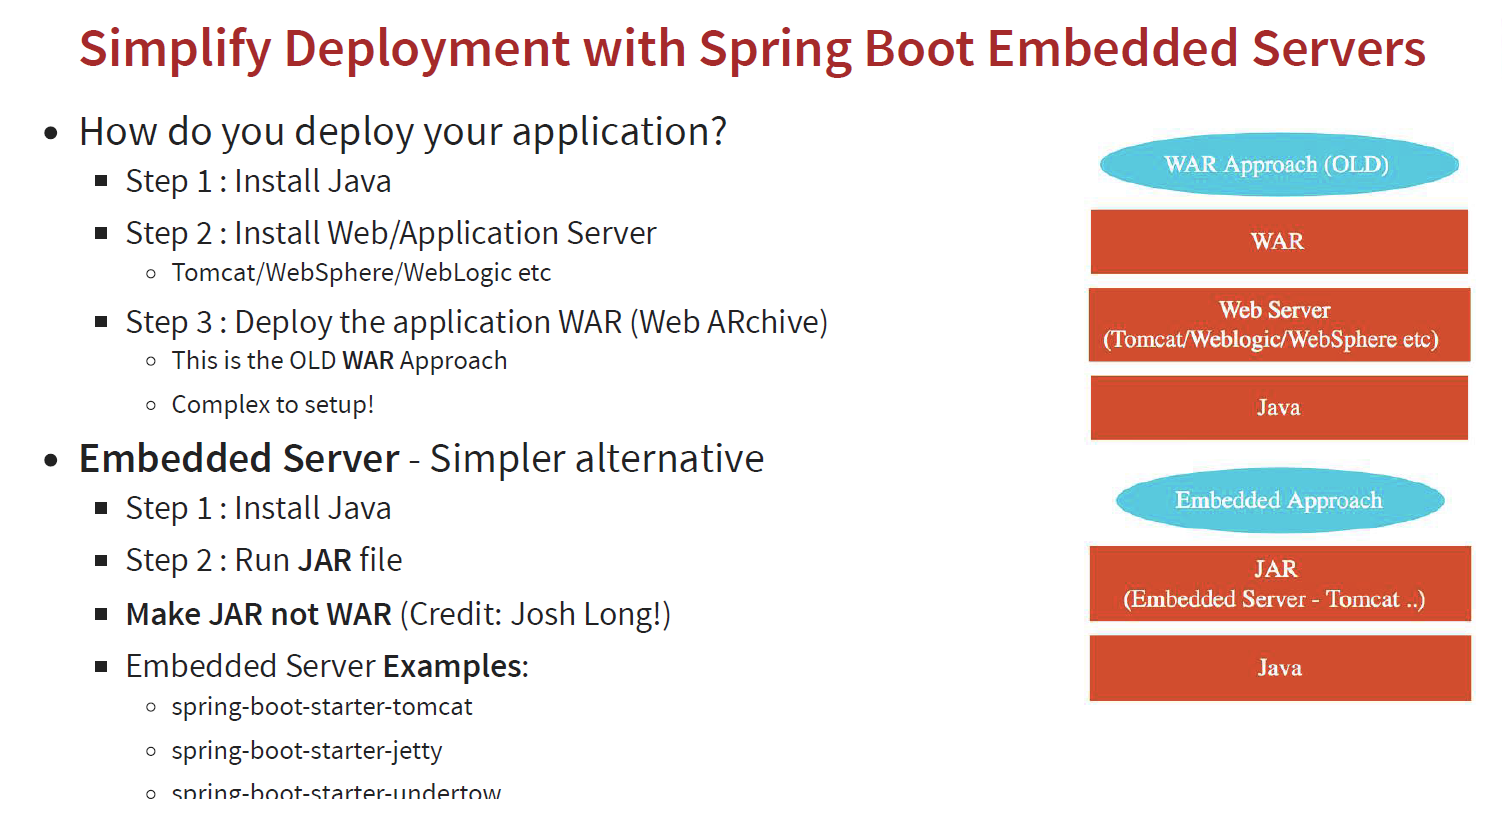 Simplify Deployment with Spring Boot Embedded Servers
How do you deploy your application?
Step 1 : Install Java
Step 2 : Install Web/Application Server
Tomcat/WebSphere/WebLogic etc
Step 3 : Deploy the application WAR (Web ARchive)
This is the OLD WAR Approach
Complex to setup!
Embedded Server - Simpler alternative
Step 1 : Install Java
Step 2 : Run JAR file
Make JAR not WAR (Credit: Josh Long!)
Embedded Server Examples:
spring-boot-starter-tomcat
spring-boot-starter-jetty
spring-boot-starter-undertow
WAR Approach (OLD)
WAR
Web Server
(Tomcat/Weblogic/WebSphere etc)
Java
Embedded Approach
JAR
(Embedded Server - Tomcat ..)
Java